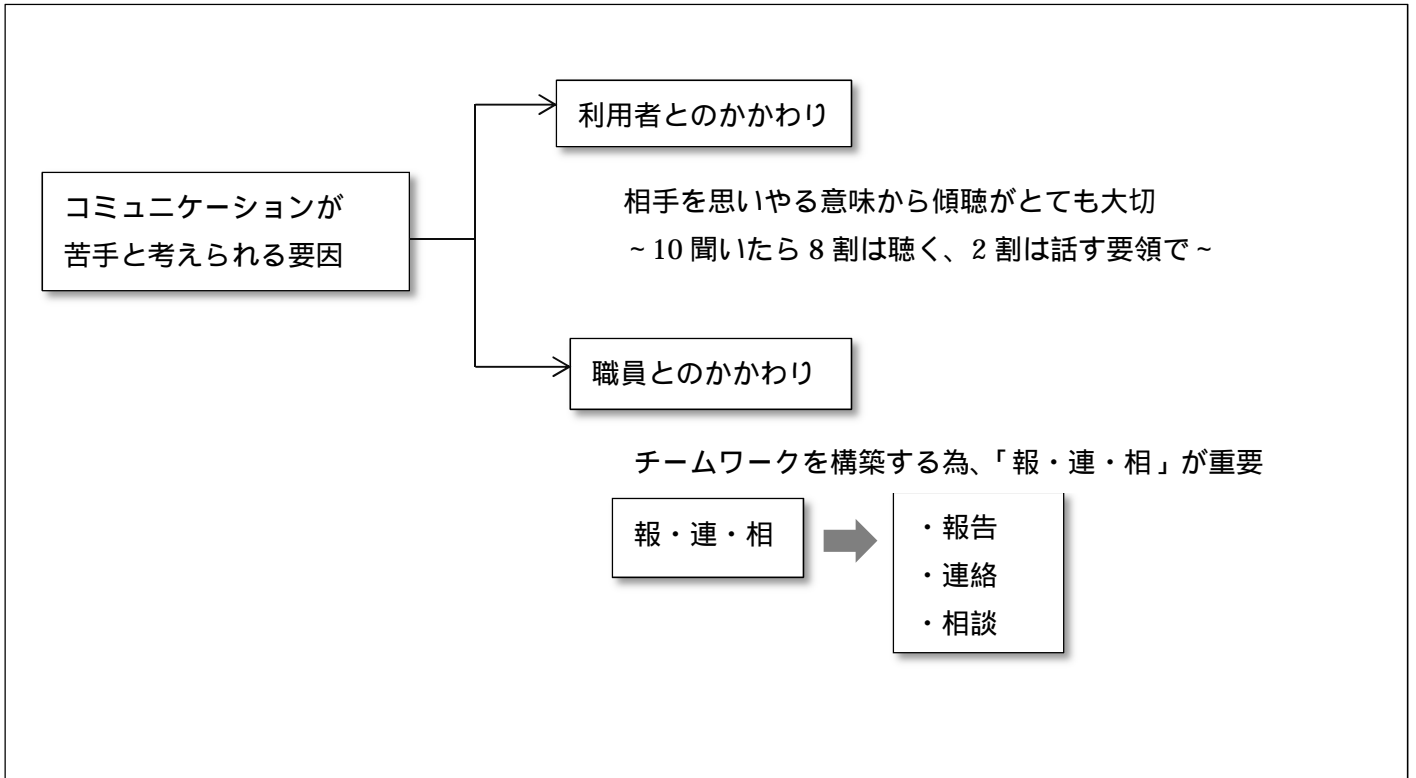 利用者とのかかわり
コミュニケーションが
苦手と考えられる要因
相手を思いやる意味から傾聴がとても大切
~10 聞いたら 8 割は聴く、2 割は話す要領で~
職員とのかかわり
チームワークを構築する為、「報・連・相」が重要
報・連・相
・報告
・連絡
・相談